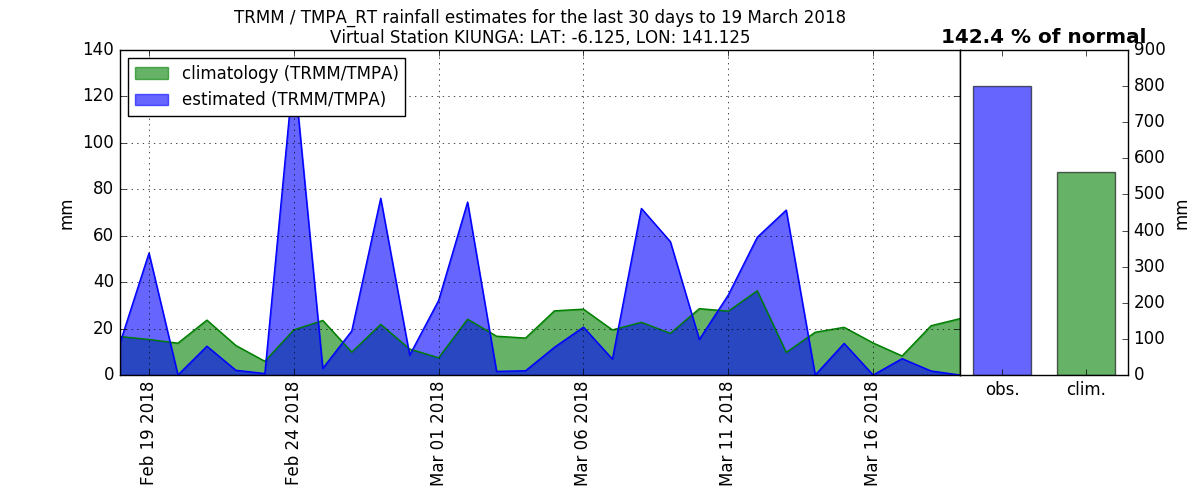 TRMM / TMPA_RT rainfall estimates for the last 30 days to 19 March 2018
Virtual Station KIUNGA: LAT: -6.125, LON: 141.125
142.4 % of normal
climatology (TRMM/TMPA)
estimated (TRMM/TMPA)
mm
140
120
100
80
60
40
20
0
Feb 19 2018
Feb 24 2018
Mar 01 2018
Mar 06 2018
Mar 11 2018
Mar 16 2018
900
800
700
600
500
400
300
200
100
0
mm
obs.
clim.